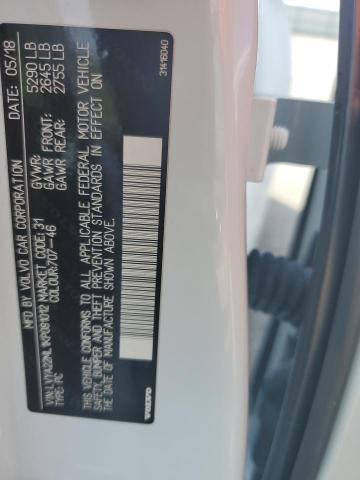 MFD BY VOLVO CAR CORPORATION DATE: 05/18
GVWR: 5290 LB
GAWR FRONT: 2645 LB
GAWR REAR: 2755 LB
THIS VEHICLE CONFORMS TO ALL APPLICABLE FEDERAL MOTOR VEHICLE
SAFETY, BUMPER AND THEFT PREVENTION STANDARDS IN EFFECT ON
THE DATE OF MANUFACTURE SHOWN ABOVE.
VIN: MARKET CODE: 31
TYPE: PC COLOUR: 707-46
VOLVO 31416040